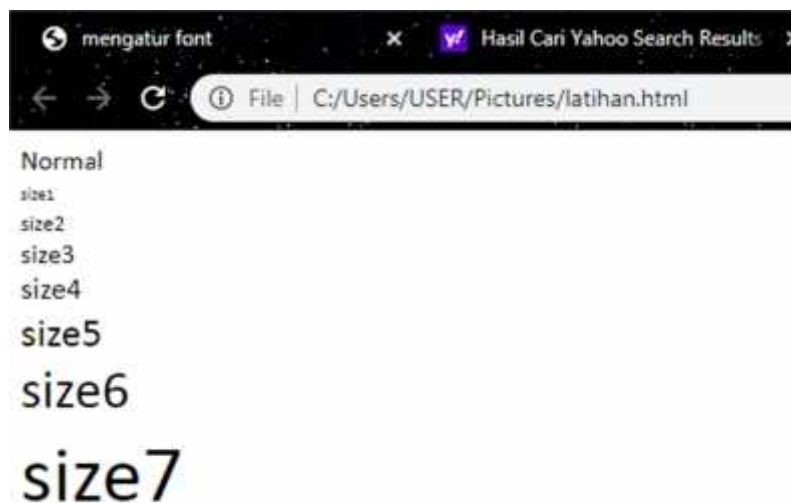 mengatur font
Hasil Cari Yahoo Search Results
File | C:/Users/USER/Pictures/latihan.html
Normal
size1
size2
size3
size4
size5
size6
size7